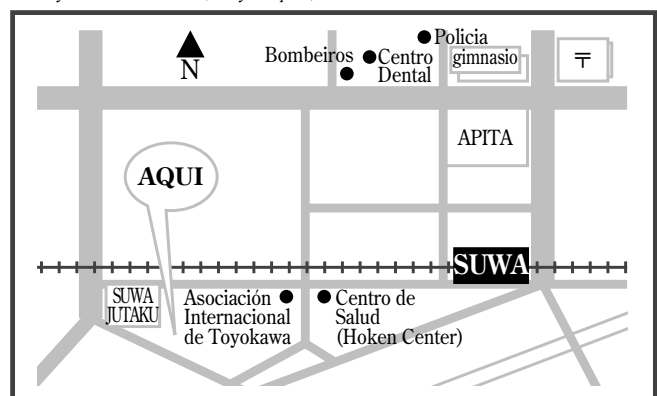 Policia
Bombeiros
Centro
Dental
gimnasio
〒
N
APITA
AQUI
SUWA
SUWA
JUTAKU
Asociación
Internacional
de Toyokawa
Centro de
Salud
(Hoken Center)